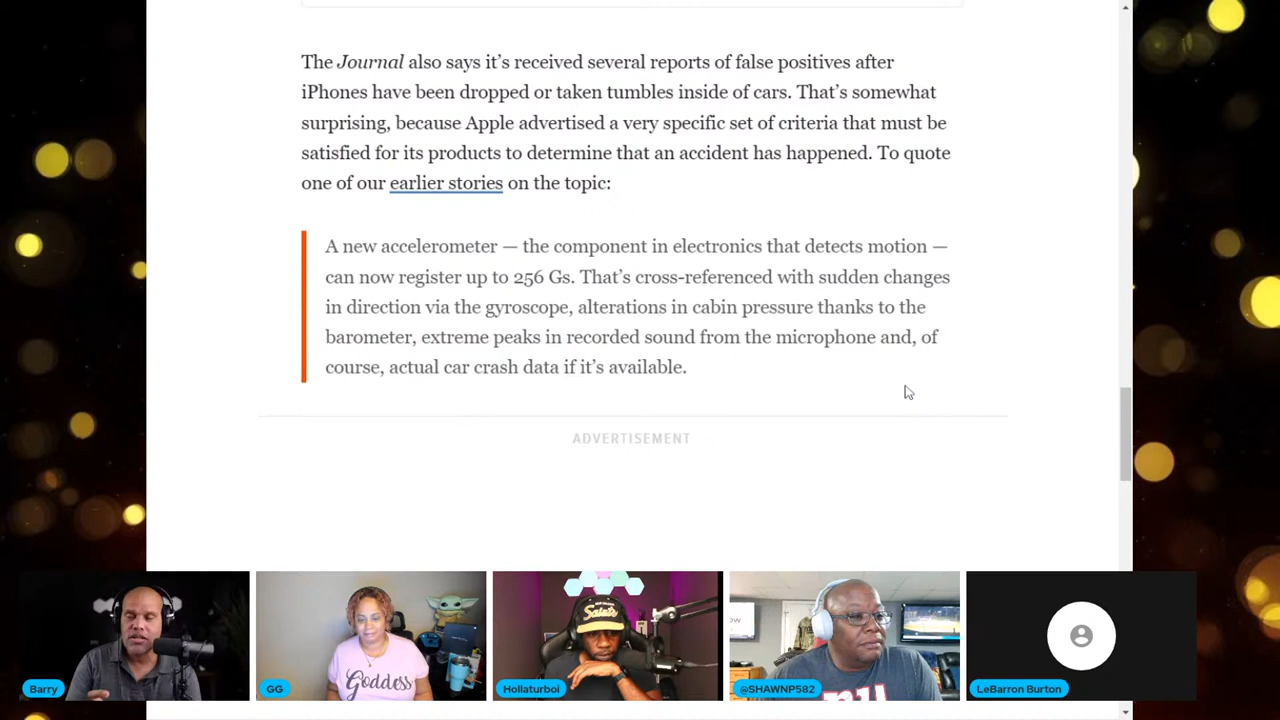 The Journal also says it's received several reports of false positives after
iPhones have been dropped or taken tumbles inside of cars. That's somewhat
surprising, because Apple advertised a very specific set of criteria that must be
satisfied for its products to determine that an accident has happened. To quote
one of our earlier stories on the topic:
A new accelerometer — the component in electronics that detects motion —
can now register up to 256 Gs. That's cross-referenced with sudden changes
in direction via the gyroscope, alterations in cabin pressure thanks to the
barometer, extreme peaks in recorded sound from the microphone and, of
course, actual car crash data if it's available.
ADVERTISEMENT
Saints
Goddess
Barry
GG
Hollaturboi
@SHAWNP582
LeBarron Burton